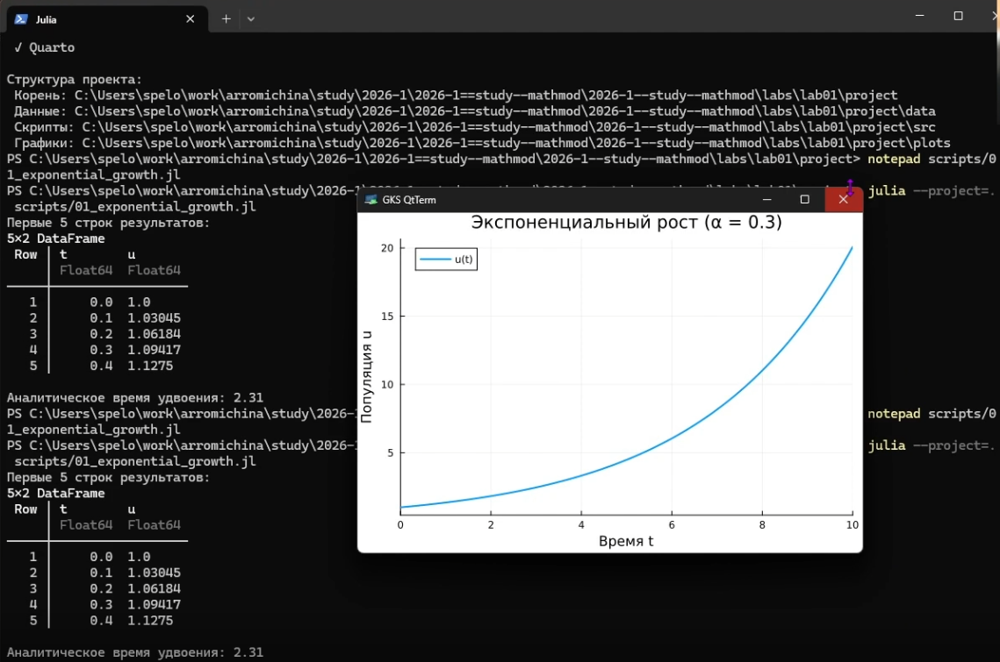 Julia
✓ Quarto
Структура проекта:
Корень: C:\Users\spelo\work\arromichina\study\2026-1\2026-1==study--mathmod\2026-1--study--mathmod\labs\lab01\project
Данные: C:\Users\spelo\work\arromichina\study\2026-1\2026-1==study--mathmod\2026-1--study--mathmod\labs\lab01\project\data
Скрипты: C:\Users\spelo\work\arromichina\study\2026-1\2026-1==study--mathmod\2026-1--study--mathmod\labs\lab01\project\src
Графики: C:\Users\spelo\work\arromichina\study\2026-1\2026-1==study--mathmod\2026-1--study--mathmod\labs\lab01\project\plots
PS C:\Users\spelo\work\arromichina\study\2026-1\2026-1==study--mathmod\2026-1--study--mathmod\labs\lab01\project> notepad scripts/0
1_exponential_growth.jl
PS C:\Users\spelo\work\arromichina\study\2026-1\ julia --project=.
scripts/01_exponential_growth.jl
Первые 5 строк результатов:
5×2 DataFrame
Row t u
Float64 Float64
1 0.0 1.0
2 0.1 1.03045
3 0.2 1.06184
4 0.3 1.09417
5 0.4 1.1275
Аналитическое время удвоения: 2.31
PS C:\Users\spelo\work\arromichina\study\2026-1 notepad scripts/0
1_exponential_growth.jl
PS C:\Users\spelo\work\arromichina\study\2026-1 julia --project=.
scripts/01_exponential_growth.jl
Первые 5 строк результатов:
5×2 DataFrame
Row t u
Float64 Float64
1 0.0 1.0
2 0.1 1.03045
3 0.2 1.06184
4 0.3 1.09417
5 0.4 1.1275
Аналитическое время удвоения: 2.31
GKS QtTerm
Экспоненциальный рост (α = 0.3)
u(t)
20
15
10
5
Популяция u
0 2 4 6 8 10
Время t